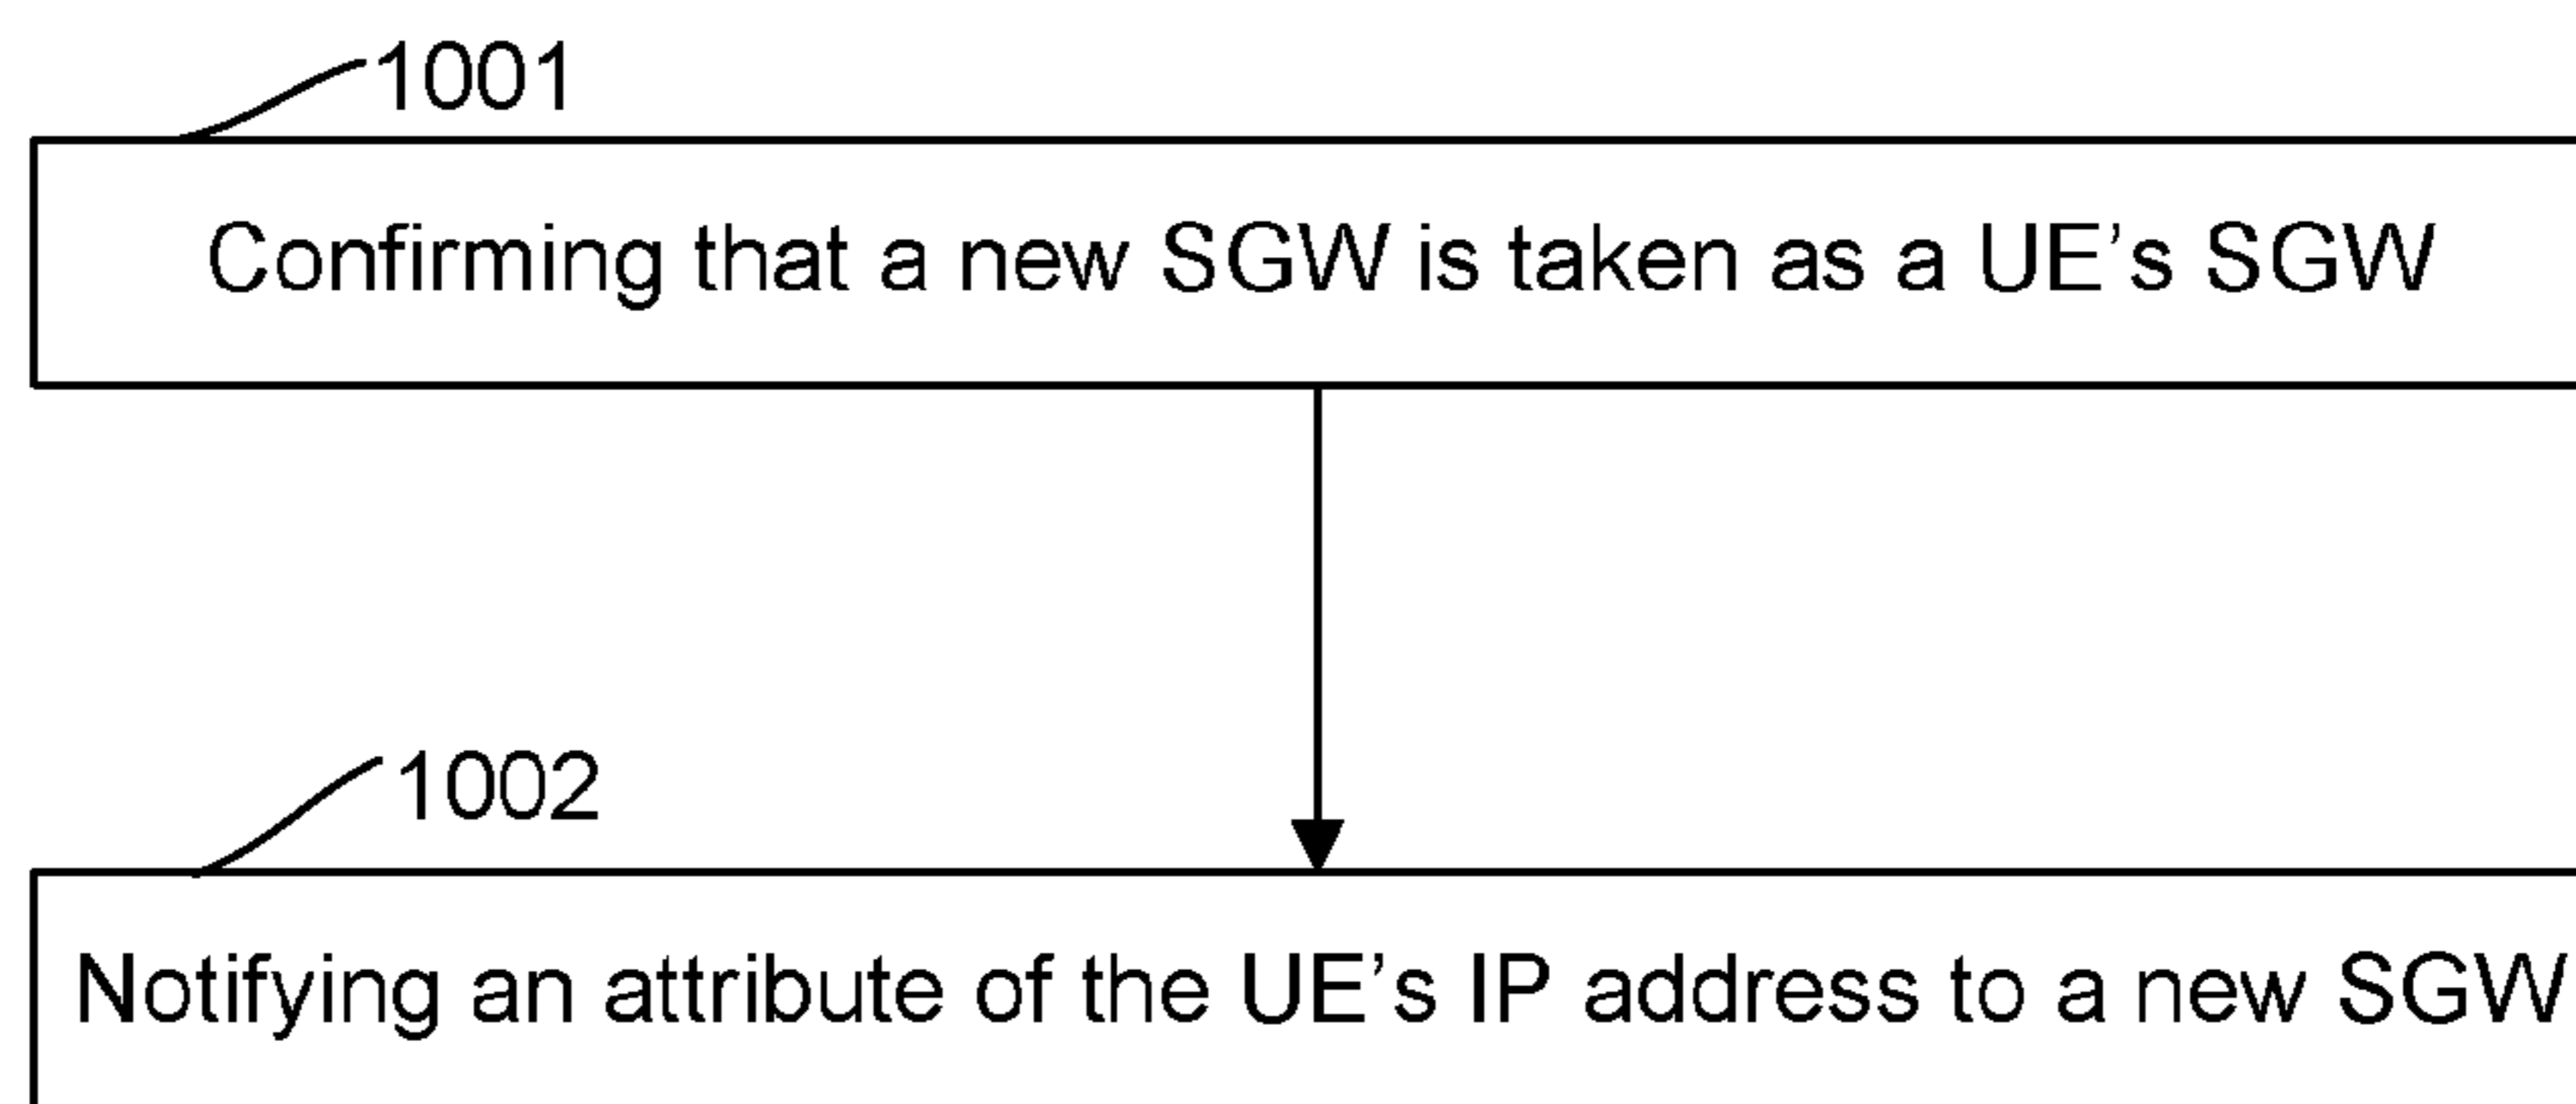 1001
Confirming that a new SGW is taken as a UE’s SGW
1002
Notifying an attribute of the UE’s IP address to a new SGW